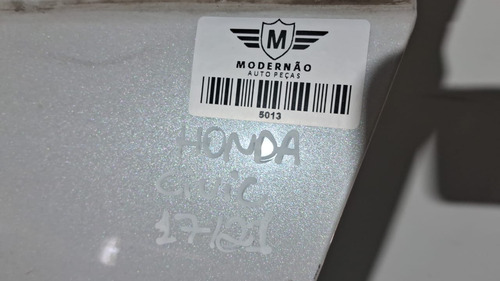 M
MODERNÃO
AUTO PEÇAS
5013
HONDA
CIVIC
17/21